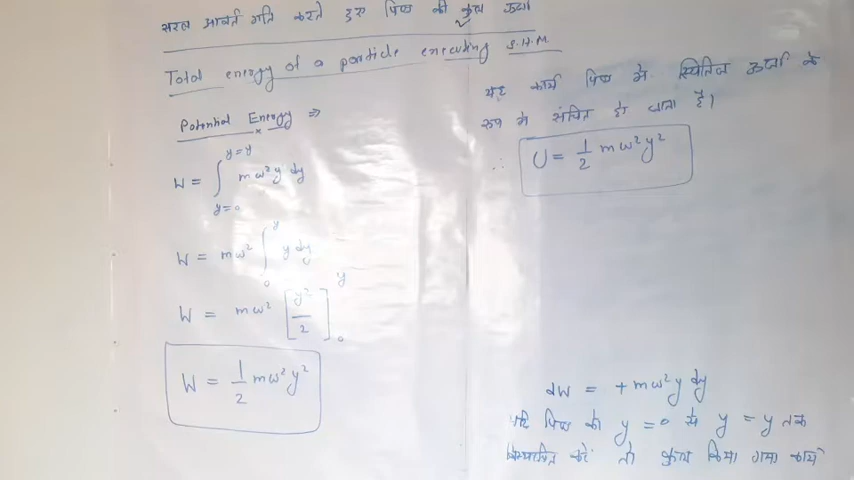 सरल आवर्त गति करते हुए पिण्ड की कुल ऊर्जा
Total energy of a particle executing S.H.M
Potential Energy ⇒
W = ∫ y=0 y=y mω²y dy
W = mω² ∫ 0 y y dy
W = mω² [y²/2] 0 y
W = 1/2 mω²y²
यह कार्य पिण्ड में स्थितिज ऊर्जा के
रूप में संचित हो जाता है।
∴ U = 1/2 mω²y²
dW = +mω²y dy
यदि पिण्ड को y=0 से y=y तक
विस्थापित करें तो कुल किया गया कार्य